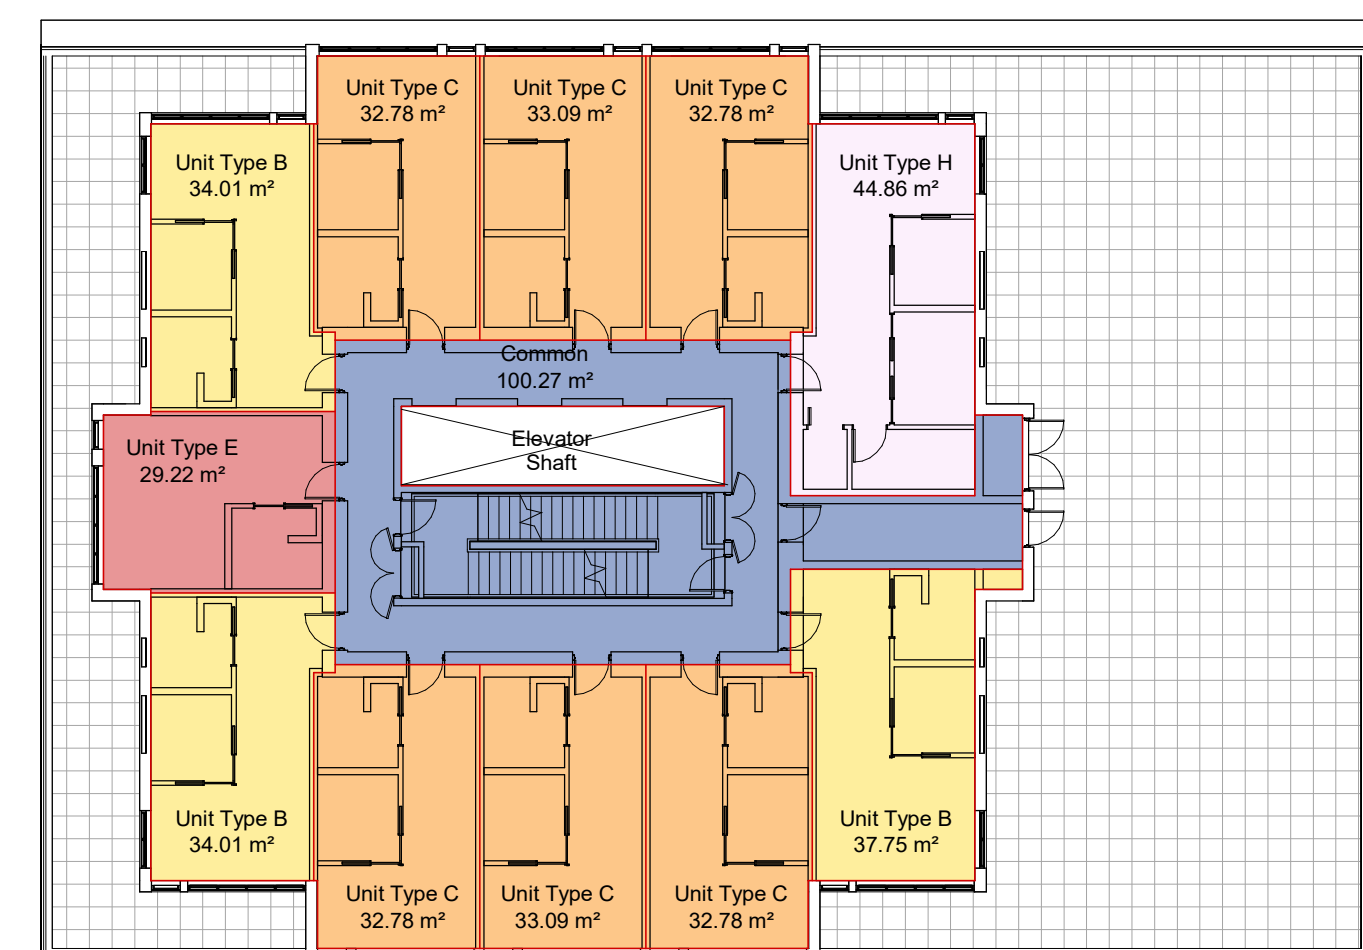 Unit Type C
32.78 m²
Unit Type C
33.09 m²
Unit Type C
32.78 m²
Unit Type B
34.01 m²
Unit Type H
44.86 m²
Common
100.27 m²
Elevator
Shaft
Unit Type E
29.22 m²
Unit Type B
34.01 m²
Unit Type B
37.75 m²
Unit Type C
32.78 m²
Unit Type C
33.09 m²
Unit Type C
32.78 m²